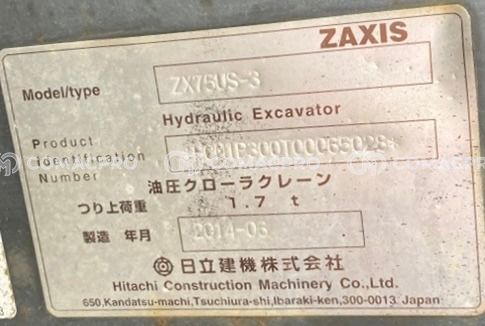 ZAXIS
Model/type ZX75US-3
Hydraulic Excavator
Product
Identification
Number
油圧クローラクレーン
つり上荷重 1.7 t
製造 年月 2014-03
日立建機株式会社
Hitachi Construction Machinery Co.,Ltd.
650,Kandatsu-machi,Tsuchiura-shi,Ibaraki-ken,300-0013 Japan